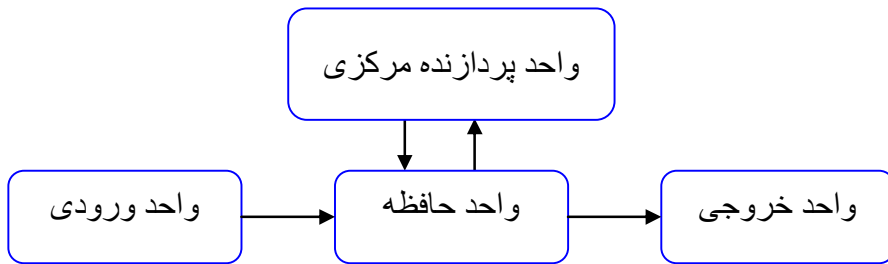 واحد پردازنده مرکزی
واحد ورودی
واحد حافظه
واحد خروجی